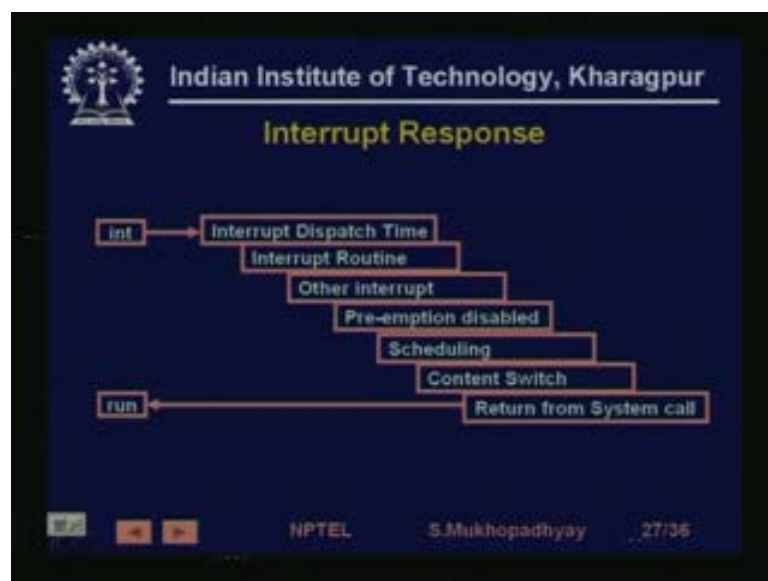 Indian Institute of Technology, Kharagpur
Interrupt Response
int
Interrupt Dispatch Time
Interrupt Routine
Other interrupt
Pre-emption disabled
Scheduling
Content Switch
run
Return from System call
NPTEL S.Mukhopadhyay 27/36